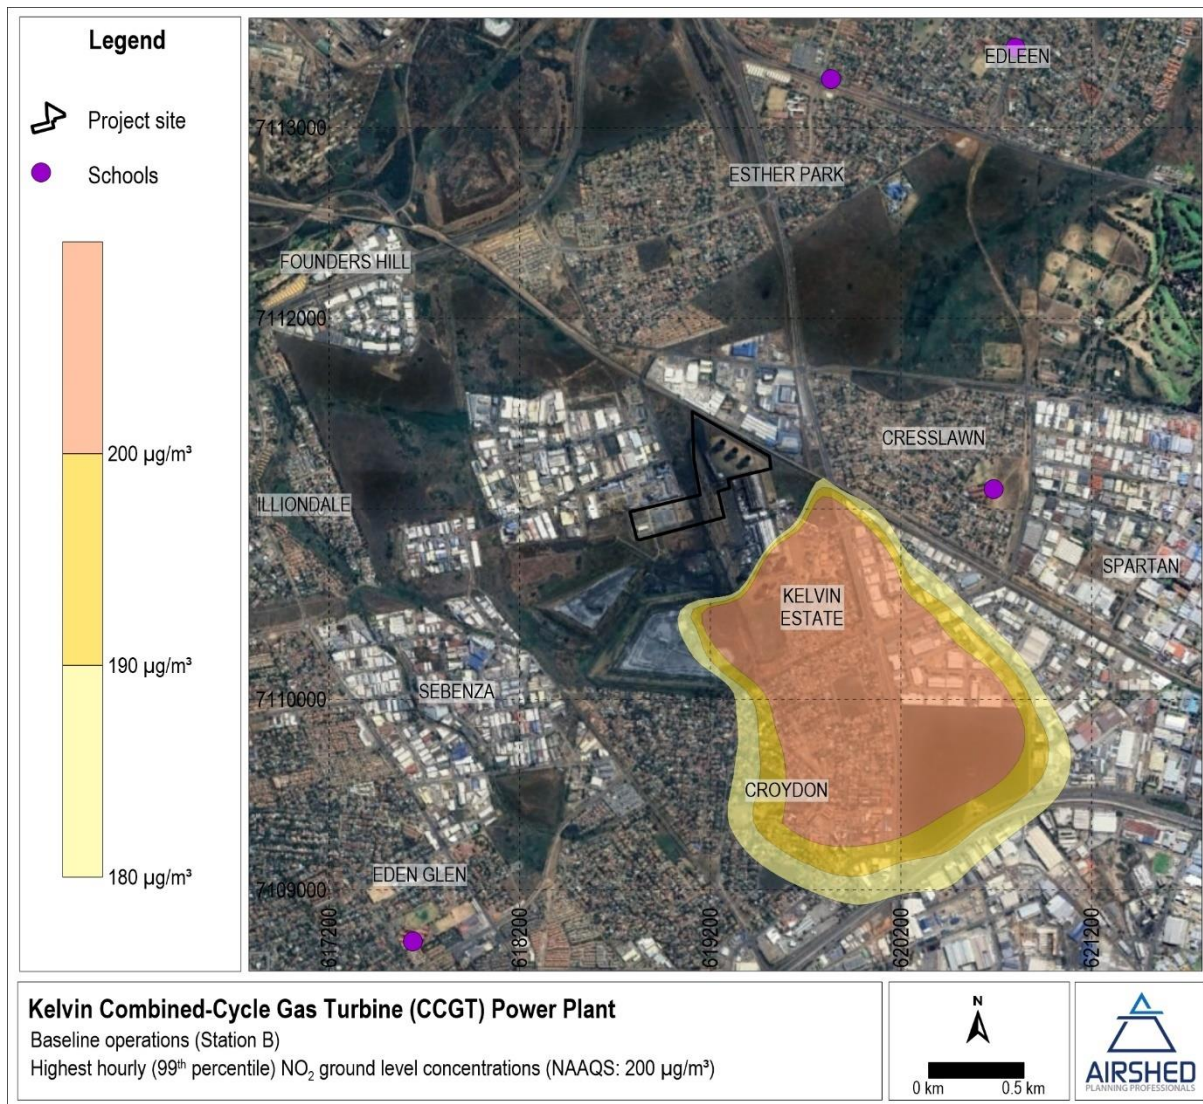 Legend
Project site
Schools
200 µg/m³
190 µg/m³
180 µg/m³
EDLEEN
7113000
ESTHER PARK
FOUNDERS HILL
7112000
CRESSLAWN
ILLIONDALE
SPARTAN
KELVIN
ESTATE
SEBENZA
7110000
CROYDON
EDEN GLEN
7109000
617200
618200
619200
620200
621200
Kelvin Combined-Cycle Gas Turbine (CCGT) Power Plant
Baseline operations (Station B)
Highest hourly (99th percentile) NO₂ ground level concentrations (NAAQS: 200 µg/m³)
N
0 km 0.5 km
AIRSHED
PLANNING PROFESSIONALS